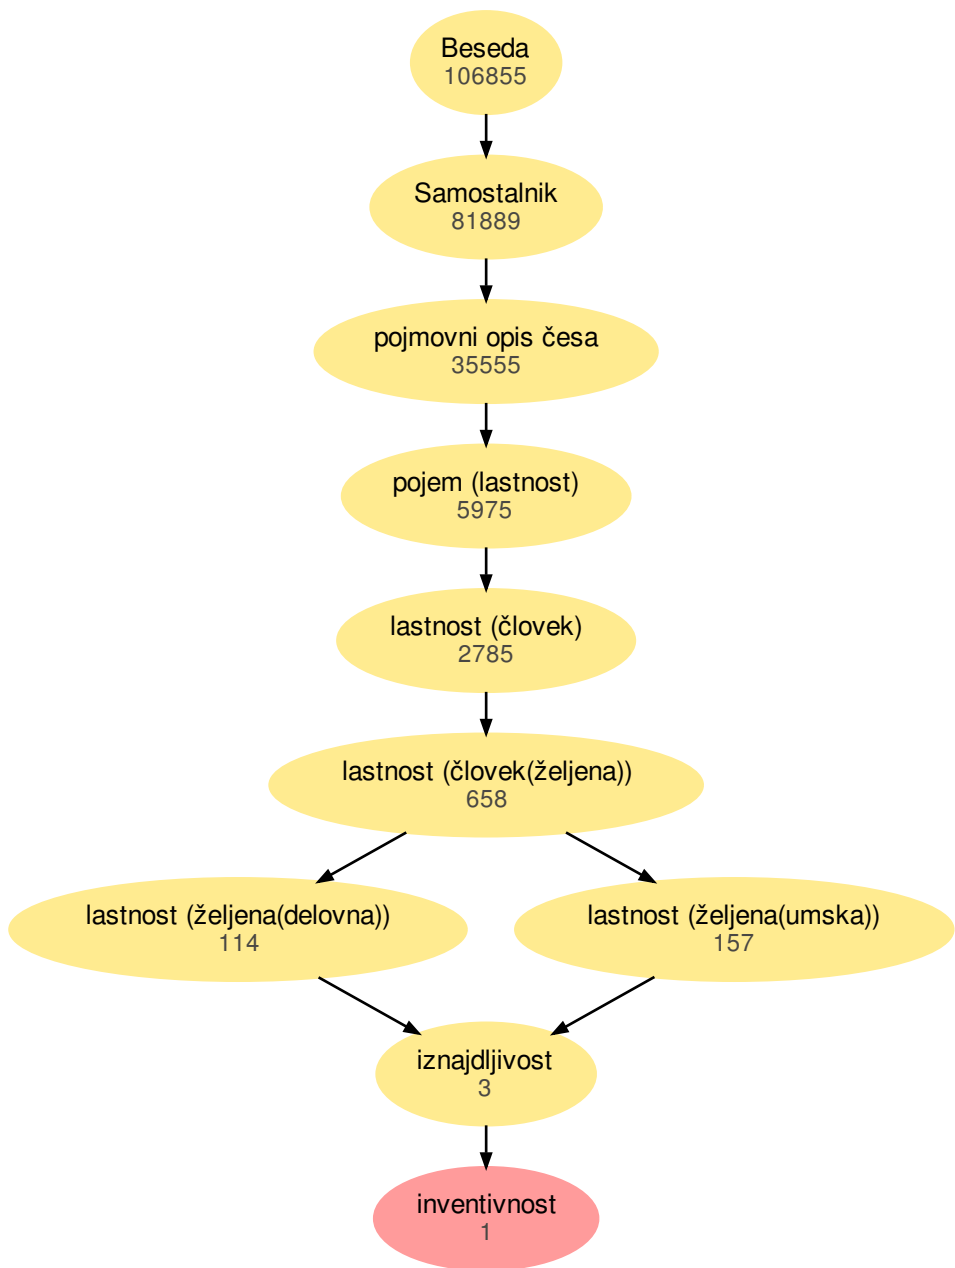 Beseda
106855
Samostalnik
81889
pojmovni opis česa
35555
pojem (lastnost)
5975
lastnost (človek)
2785
lastnost (človek(željena))
658
lastnost (željena(delovna))
114
lastnost (željena(umska))
157
iznajdljivost
3
inventivnost
1